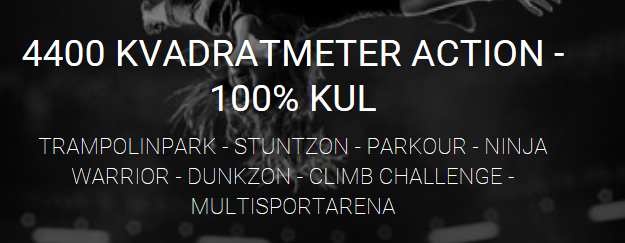 4400 KVADRATMETER ACTION -
100% KUL
TRAMPOLINPARK - STUNTZON - PARKOUR - NINJA
WARRIOR - DUNKZON - CLIMB CHALLENGE -
MULTISPORTARENA